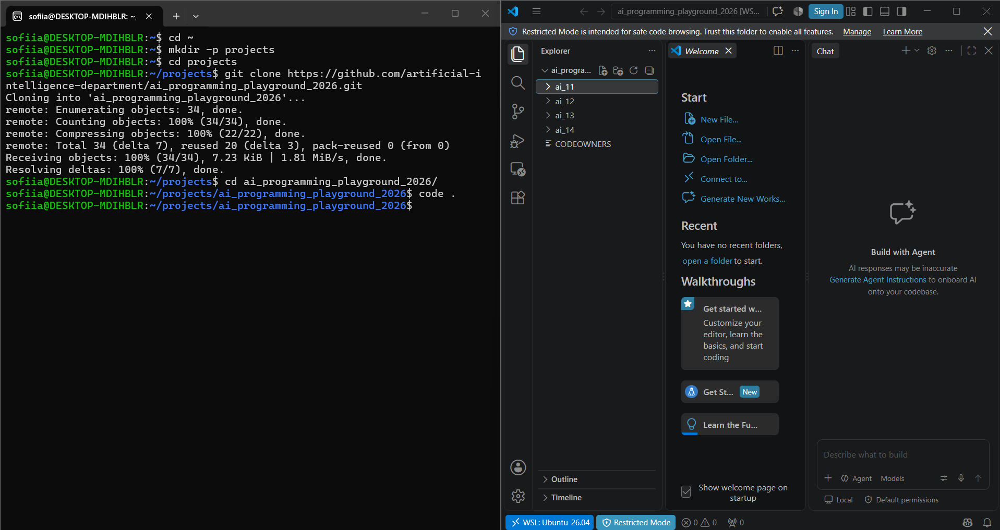 sofiia@DESKTOP-MDIHBLR: ~,
sofiia@DESKTOP-MDIHBLR:~$ cd ~
sofiia@DESKTOP-MDIHBLR:~$ mkdir -p projects
sofiia@DESKTOP-MDIHBLR:~$ cd projects
sofiia@DESKTOP-MDIHBLR:~/projects$ git clone https://github.com/artificial-i
ntelligence-department/ai_programming_playground_2026.git
Cloning into 'ai_programming_playground_2026'...
remote: Enumerating objects: 34, done.
remote: Counting objects: 100% (34/34), done.
remote: Compressing objects: 100% (22/22), done.
remote: Total 34 (delta 7), reused 20 (delta 3), pack-reused 0 (from 0)
Receiving objects: 100% (34/34), 7.23 KiB | 1.81 MiB/s, done.
Resolving deltas: 100% (7/7), done.
sofiia@DESKTOP-MDIHBLR:~/projects$ cd ai_programming_playground_2026/
sofiia@DESKTOP-MDIHBLR:~/projects/ai_programming_playground_2026$ code .
sofiia@DESKTOP-MDIHBLR:~/projects/ai_programming_playground_2026$
ai_programming_playground_2026 [WS...
Sign In
Restricted Mode is intended for safe code browsing. Trust this folder to enable all features. Manage Learn More
Explorer
ai_progra...
ai_11
ai_12
ai_13
ai_14
CODEOWNERS
Outline
Timeline
Welcome
Start
New File...
Open File...
Open Folder...
Connect to...
Generate New Works...
Recent
You have no recent folders,
open a folder to start.
Walkthroughs
Get started w...
Customize your
editor, learn the
basics, and start
coding
Get St... New
Learn the Fu...
Show welcome page on
startup
Chat
Build with Agent
AI responses may be inaccurate
Generate Agent Instructions to onboard AI
onto your codebase.
Describe what to build
Agent Models
Local Default permissions
WSL: Ubuntu-26.04 Restricted Mode 0 0 0